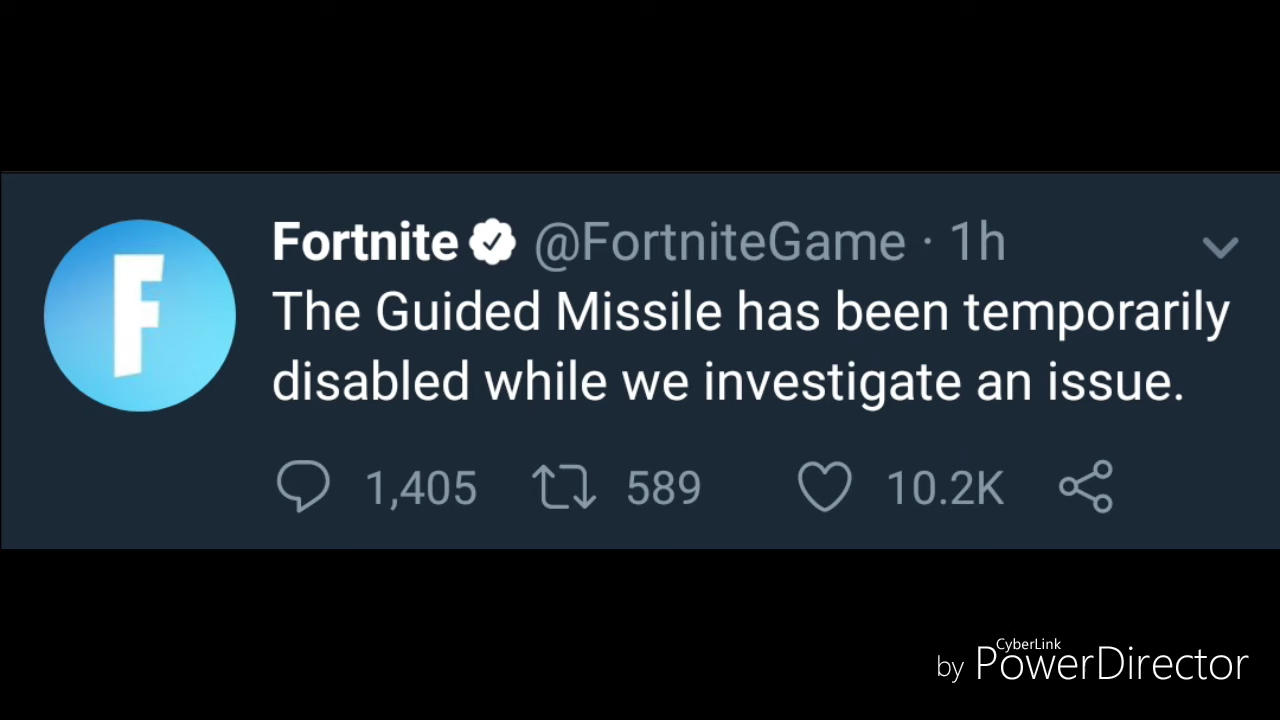 F
Fortnite @FortniteGame · 1h
The Guided Missile has been temporarily
disabled while we investigate an issue.
1,405 589 10.2K
CyberLink
by PowerDirector